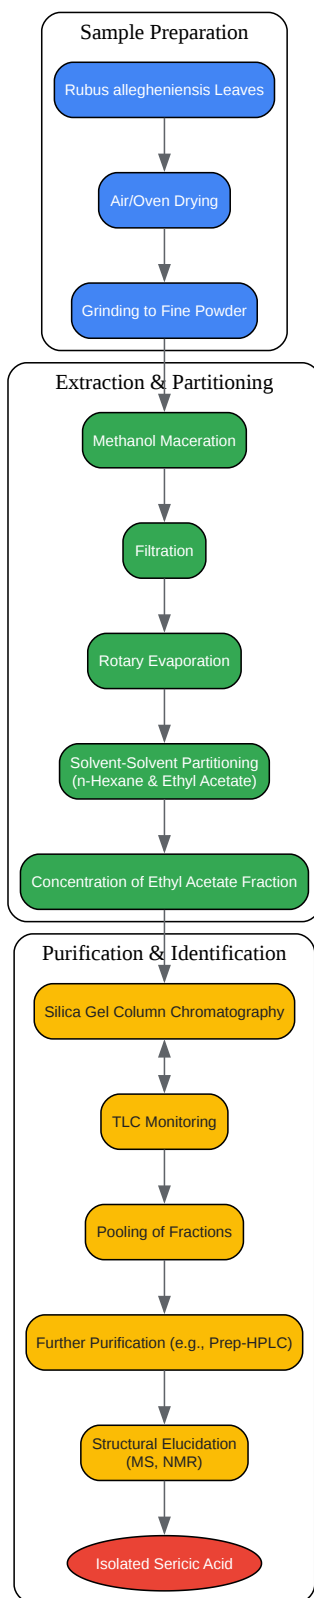 Sample Preparation
Rubus allegheniensis Leaves
Air/Oven Drying
Grinding to Fine Powder
Extraction & Partitioning
Methanol Maceration
Filtration
Rotary Evaporation
Solvent-Solvent Partitioning
(n-Hexane & Ethyl Acetate)
Concentration of Ethyl Acetate Fraction
Purification & Identification
Silica Gel Column Chromatography
TLC Monitoring
Pooling of Fractions
Further Purification (e.g., Prep-HPLC)
Structural Elucidation
(MS, NMR)
Isolated Sericic Acid